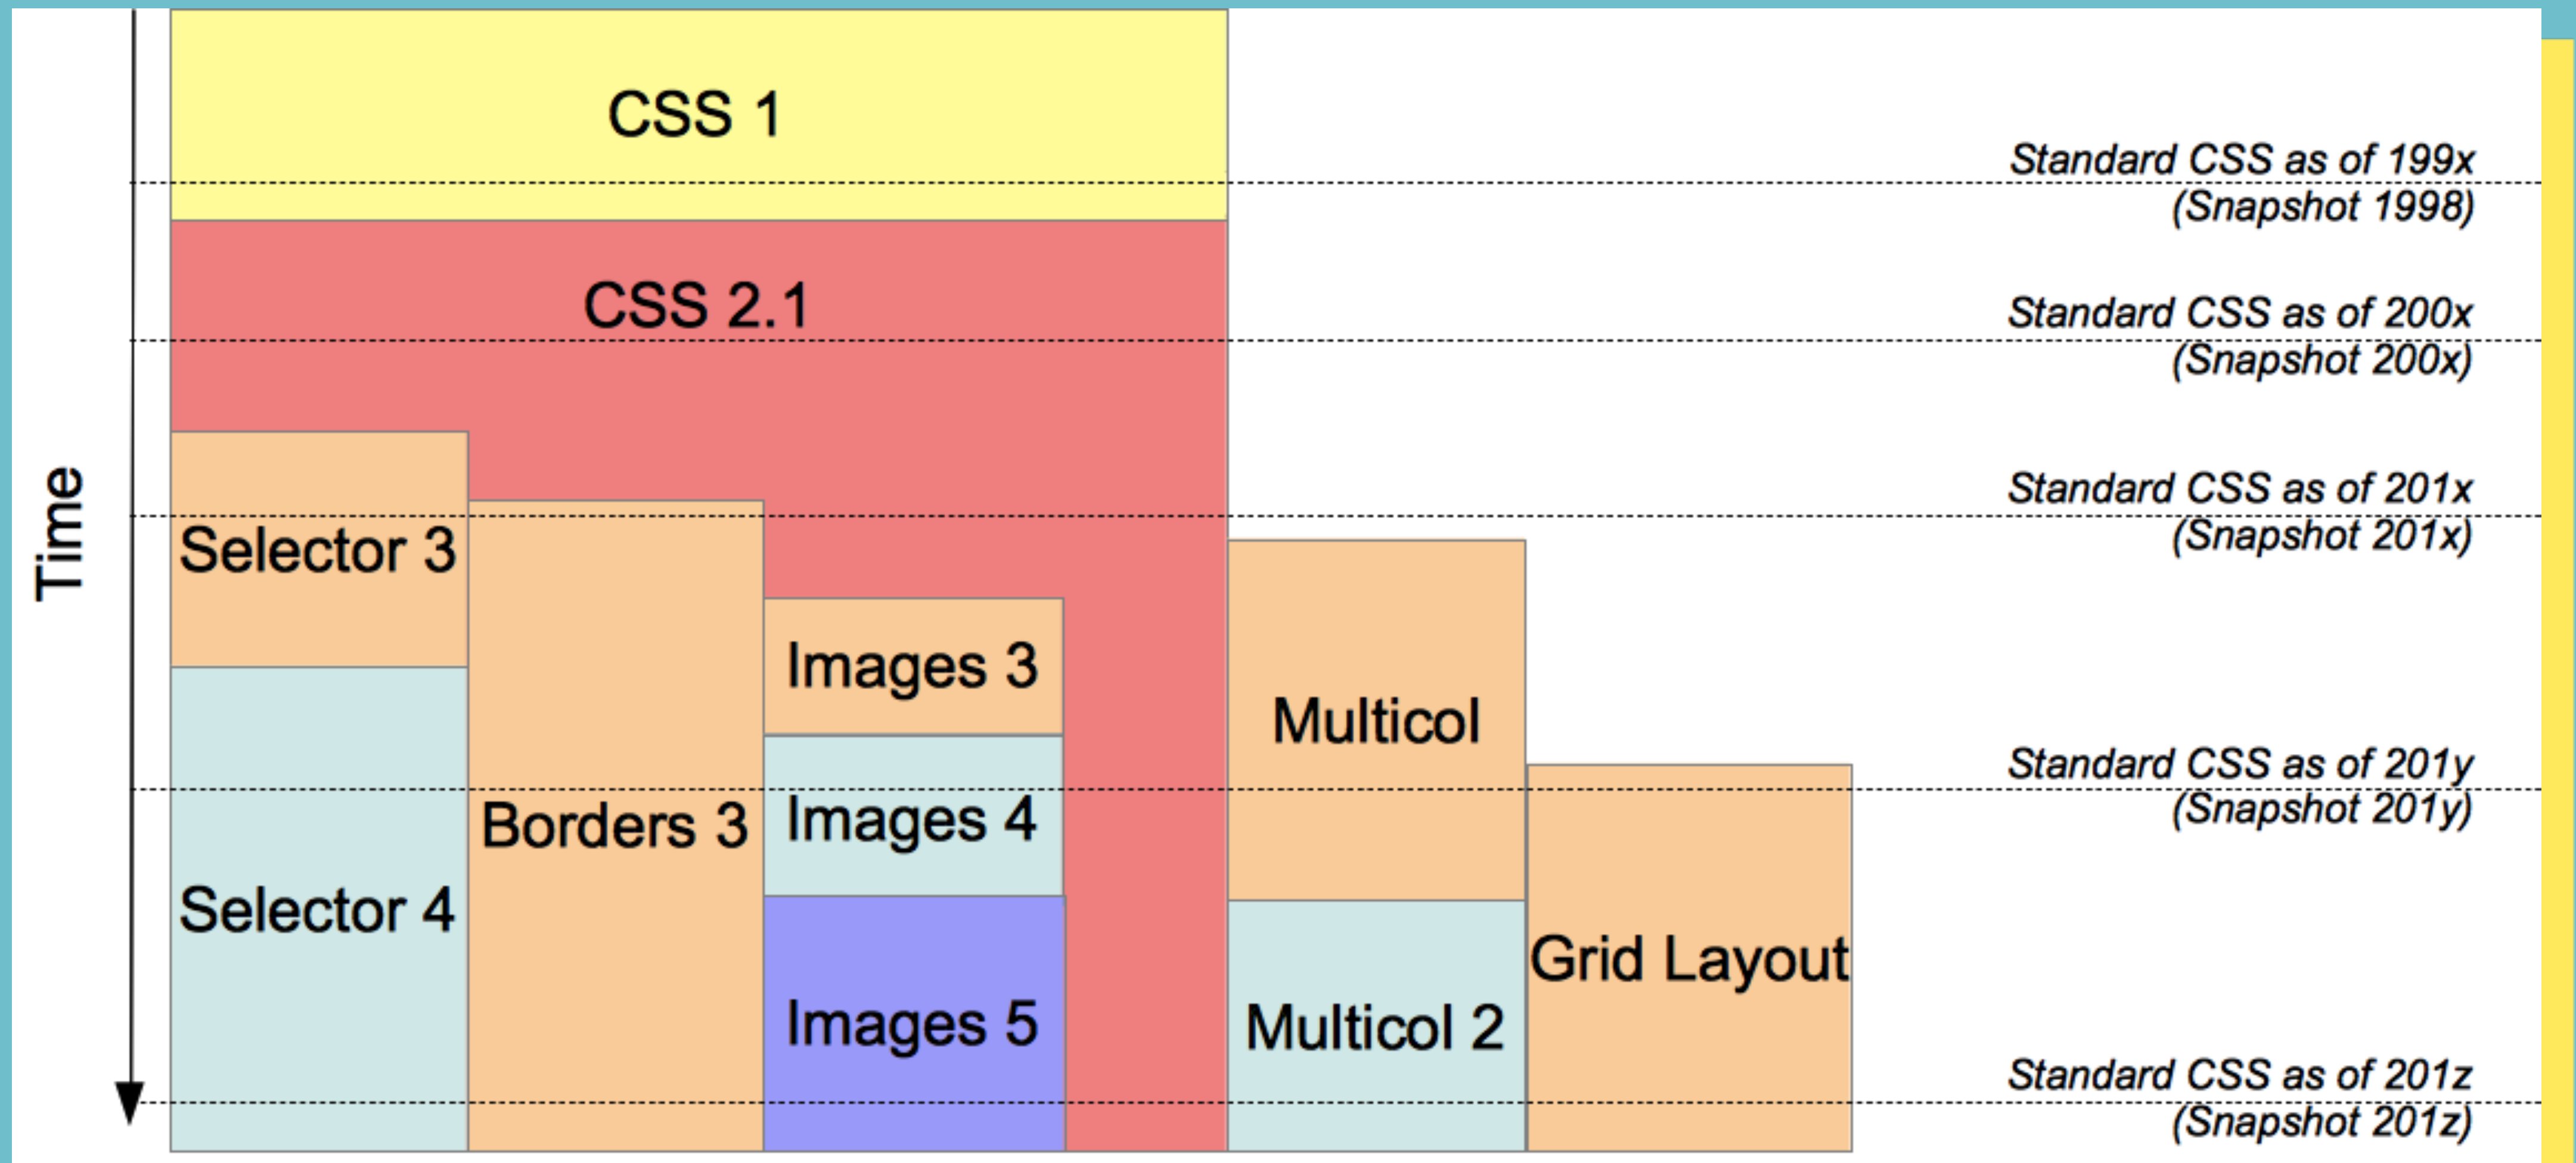 CSS 1
Standard CSS as of 199x
(Snapshot 1998)
CSS 2.1
Standard CSS as of 200x
(Snapshot 200x)
Time
Standard CSS as of 201x
(Snapshot 201x)
Selector 3
Images 3
Multicol
Standard CSS as of 201y
(Snapshot 201y)
Borders 3
Images 4
Selector 4
Grid Layout
Images 5
Multicol 2
Standard CSS as of 201z
(Snapshot 201z)